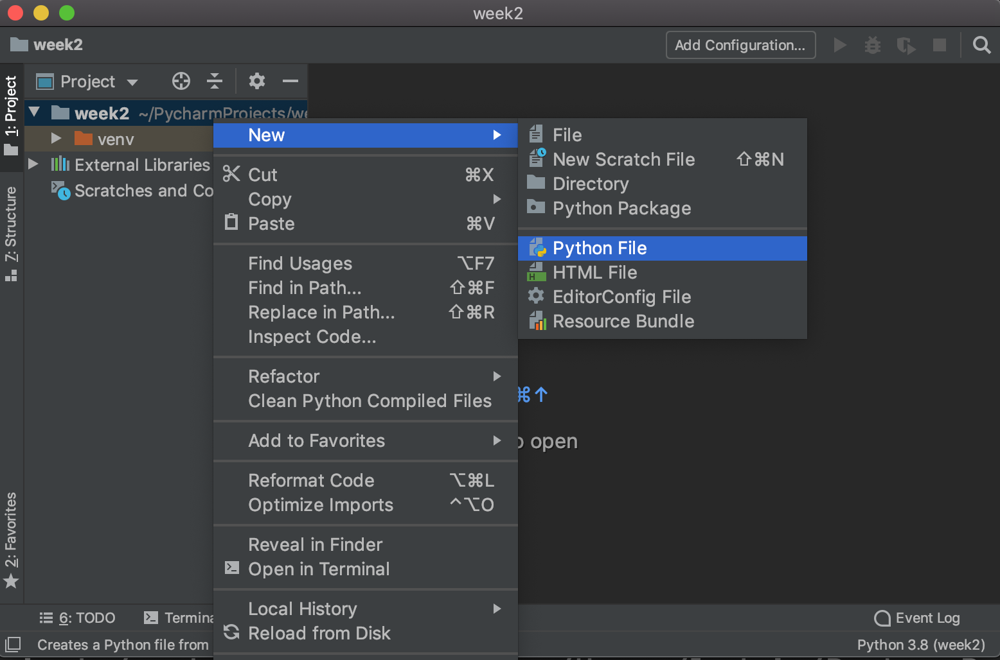 week2
week2
Add Configuration...
1: Project
Project
week2 ~/PycharmProjects/we
venv
External Libraries
Scratches and Co
7: Structure
2: Favorites
New
Cut ⌘X
Copy
Paste ⌘V
Find Usages ⌥F7
Find in Path... ⇧⌘F
Replace in Path... ⇧⌘R
Inspect Code...
Refactor
Clean Python Compiled Files
Add to Favorites
Reformat Code ⌥⌘L
Optimize Imports ^⌥O
Reveal in Finder
Open in Terminal
Local History
Reload from Disk
File
New Scratch File ⇧⌘N
Directory
Python Package
Python File
HTML File
EditorConfig File
Resource Bundle
⌘↑
open
6: TODO
Termina
Event Log
Creates a Python file from
Python 3.8 (week2)